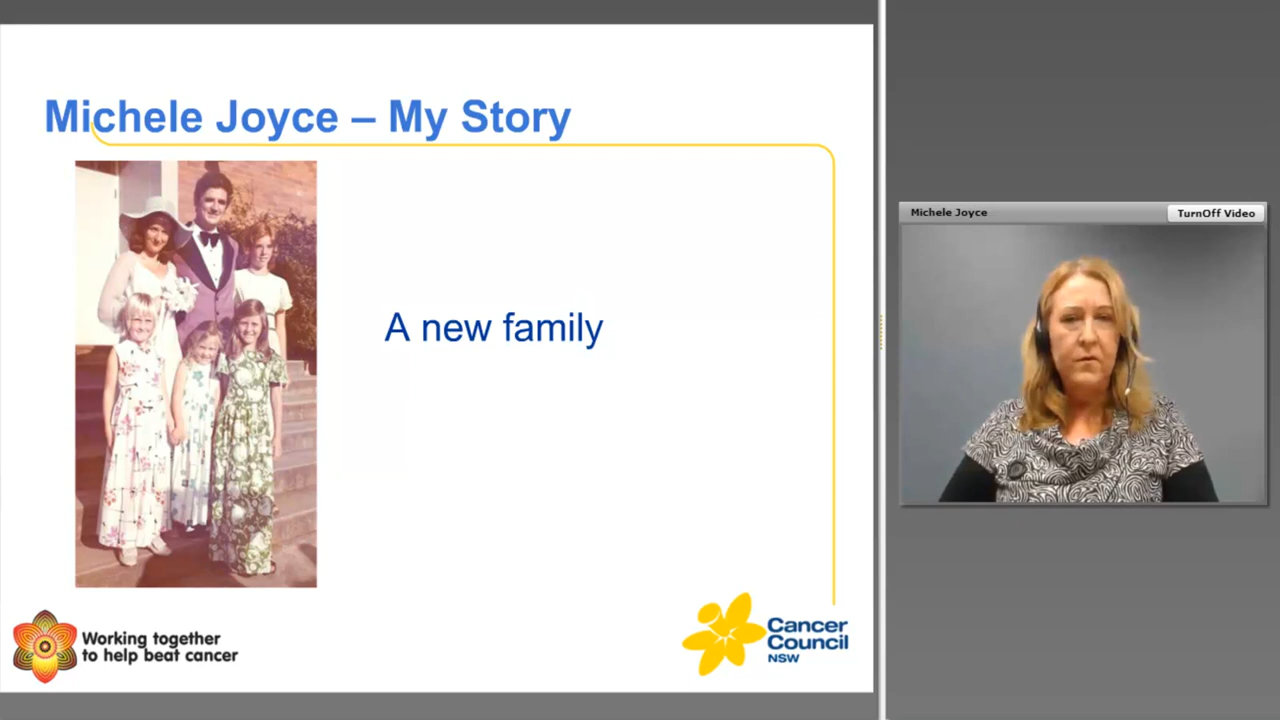 Michele Joyce – My Story
A new family
Working together
to help beat cancer
Cancer
Council
NSW
Michele Joyce
TurnOff Video